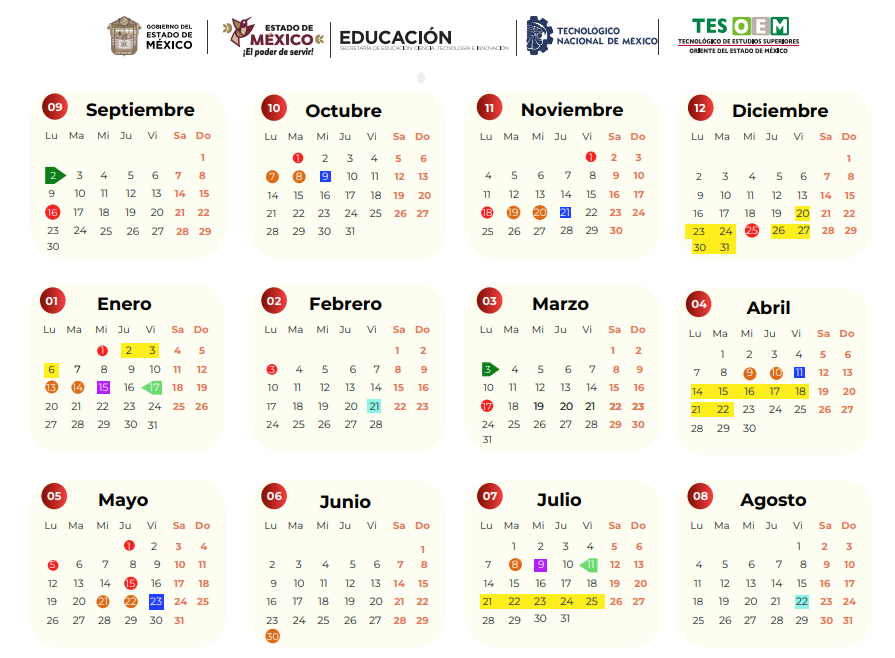 GOBIERNO DEL
ESTADO DE
MÉXICO
ESTADO DE
MÉXICO
¡El poder de servir!
EDUCACIÓN
SECRETARÍA DE EDUCACIÓN, CIENCIA, TECNOLOGÍA E INNOVACIÓN
TECNOLÓGICO
NACIONAL DE MÉXICO
TESOEM
TECNOLÓGICO DE ESTUDIOS SUPERIORES
ORIENTE DEL ESTADO DE MÉXICO
09 Septiembre
Lu Ma Mi Ju Vi Sa Do
1
2 3 4 5 6 7 8
9 10 11 12 13 14 15
16 17 18 19 20 21 22
23 24 25 26 27 28 29
30
10 Octubre
Lu Ma Mi Ju Vi Sa Do
1 2 3 4 5 6
7 8 9 10 11 12 13
14 15 16 17 18 19 20
21 22 23 24 25 26 27
28 29 30 31
11 Noviembre
Lu Ma Mi Ju Vi Sa Do
1 2 3
4 5 6 7 8 9 10
11 12 13 14 15 16 17
18 19 20 21 22 23 24
25 26 27 28 29 30
12 Diciembre
Lu Ma Mi Ju Vi Sa Do
1
2 3 4 5 6 7 8
9 10 11 12 13 14 15
16 17 18 19 20 21 22
23 24 25 26 27 28 29
30 31
01 Enero
Lu Ma Mi Ju Vi Sa Do
1 2 3 4 5
6 7 8 9 10 11 12
13 14 15 16 17 18 19
20 21 22 23 24 25 26
27 28 29 30 31
02 Febrero
Lu Ma Mi Ju Vi Sa Do
1 2
3 4 5 6 7 8 9
10 11 12 13 14 15 16
17 18 19 20 21 22 23
24 25 26 27 28
03 Marzo
Lu Ma Mi Ju Vi Sa Do
1 2
3 4 5 6 7 8 9
10 11 12 13 14 15 16
17 18 19 20 21 22 23
24 25 26 27 28 29 30
31
04 Abril
Lu Ma Mi Ju Vi Sa Do
1 2 3 4 5 6
7 8 9 10 11 12 13
14 15 16 17 18 19 20
21 22 23 24 25 26 27
28 29 30
05 Mayo
Lu Ma Mi Ju Vi Sa Do
1 2 3 4
5 6 7 8 9 10 11
12 13 14 15 16 17 18
19 20 21 22 23 24 25
26 27 28 29 30 31
06 Junio
Lu Ma Mi Ju Vi Sa Do
1
2 3 4 5 6 7 8
9 10 11 12 13 14 15
16 17 18 19 20 21 22
23 24 25 26 27 28 29
30
07 Julio
Lu Ma Mi Ju Vi Sa Do
1 2 3 4 5 6
7 8 9 10 11 12 13
14 15 16 17 18 19 20
21 22 23 24 25 26 27
28 29 30 31
08 Agosto
Lu Ma Mi Ju Vi Sa Do
1 2 3
4 5 6 7 8 9 10
11 12 13 14 15 16 17
18 19 20 21 22 23 24
25 26 27 28 29 30 31